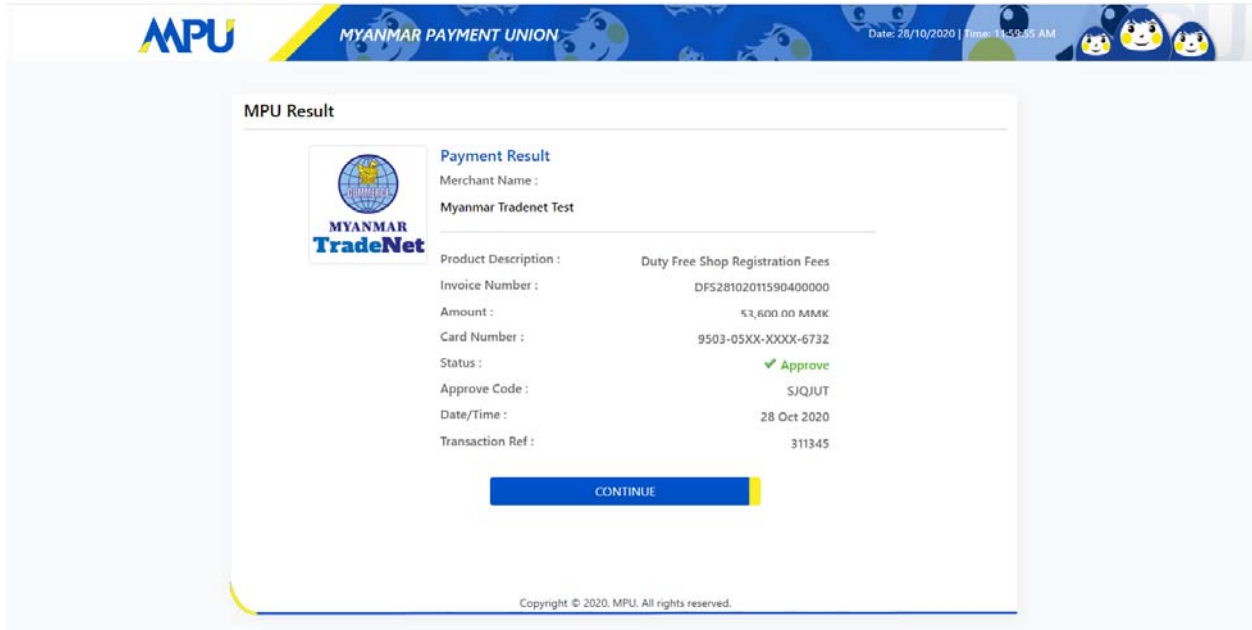 MPU
MYANMAR PAYMENT UNION
Date: 28/10/2020 | Time: 11:59:55 AM
MPU Result
COMMERCE
MYANMAR
TradeNet
Payment Result
Merchant Name :
Myanmar Tradenet Test
Product Description : Duty Free Shop Registration Fees
Invoice Number : DFS28102011590400000
Amount : 53,600.00 MMK
Card Number : 9503-05XX-XXXX-6732
Status : ✔ Approve
Approve Code : SJQJUT
Date/Time : 28 Oct 2020
Transaction Ref : 311345
CONTINUE
Copyright © 2020. MPU. All rights reserved.